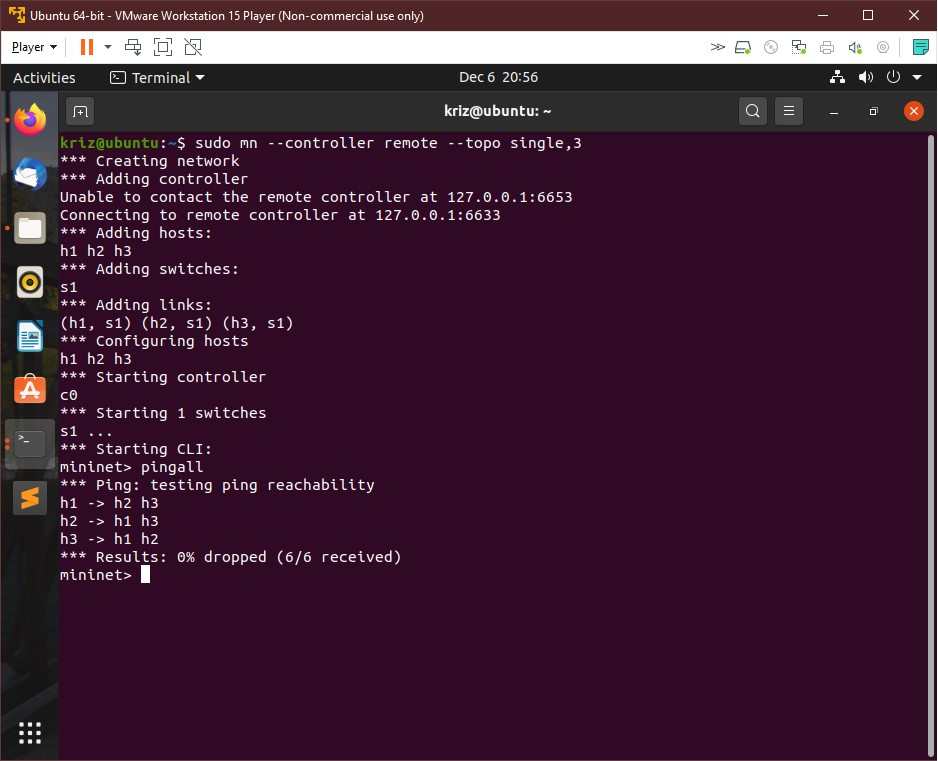 Ubuntu 64-bit - VMware Workstation 15 Player (Non-commercial use only)
Player
Activities
Terminal
Dec 6 20:56
kriz@ubuntu: ~
kriz@ubuntu:~$ sudo mn --controller remote --topo single,3
*** Creating network
*** Adding controller
Unable to contact the remote controller at 127.0.0.1:6653
Connecting to remote controller at 127.0.0.1:6633
*** Adding hosts:
h1 h2 h3
*** Adding switches:
s1
*** Adding links:
(h1, s1) (h2, s1) (h3, s1)
*** Configuring hosts
h1 h2 h3
*** Starting controller
c0
*** Starting 1 switches
s1 ...
*** Starting CLI:
mininet> pingall
*** Ping: testing ping reachability
h1 -> h2 h3
h2 -> h1 h3
h3 -> h1 h2
*** Results: 0% dropped (6/6 received)
mininet>